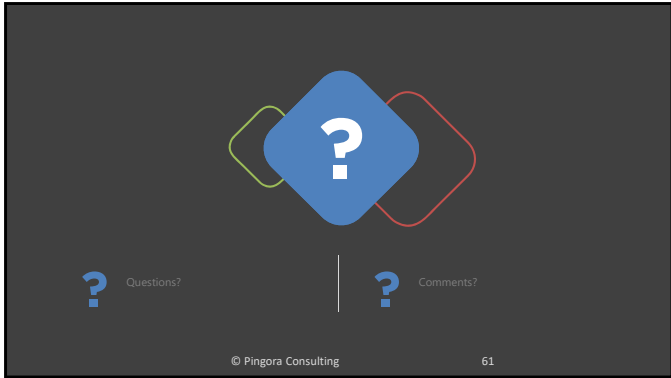 ?
? Questions?
? Comments?
© Pingora Consulting
61